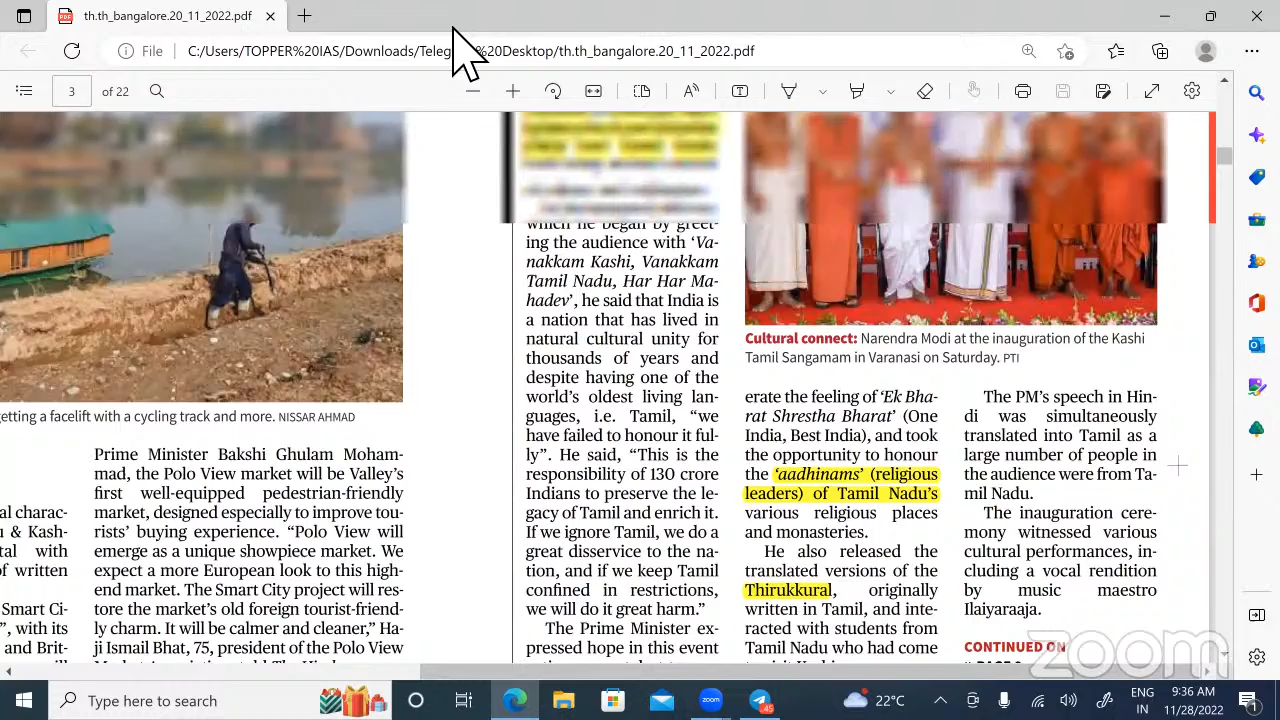 th.th_bangalore.20_11_2022.pdf
File
C:/Users/TOPPER%20IAS/Downloads/Teleg %20Desktop/th.th_bangalore.20_11_2022.pdf
3 of 22
getting a facelift with a cycling track and more. NISSAR AHMAD
al charac-
u & Kash-
tal with
of written
Smart Ci-
", with its
and Brit-
Prime Minister Bakshi Ghulam Moham-
mad, the Polo View market will be Valley's
first well-equipped pedestrian-friendly
market, designed especially to improve tou-
rists' buying experience. "Polo View will
emerge as a unique showpiece market. We
expect a more European look to this high-
end market. The Smart City project will res-
tore the market's old foreign tourist-friend-
ly charm. It will be calmer and cleaner," Ha-
ji Ismail Bhat, 75, president of the Polo View
which he began by greet-
ing the audience with 'Va-
nakkam Kashi, Vanakkam
Tamil Nadu, Har Har Ma-
hadev', he said that India is
a nation that has lived in
natural cultural unity for
thousands of years and
despite having one of the
world's oldest living lan-
guages, i.e. Tamil, "we
have failed to honour it ful-
ly". He said, "This is the
responsibility of 130 crore
Indians to preserve the le-
gacy of Tamil and enrich it.
If we ignore Tamil, we do a
great disservice to the na-
tion, and if we keep Tamil
confined in restrictions,
we will do it great harm."
The Prime Minister ex-
pressed hope in this event
Cultural connect: Narendra Modi at the inauguration of the Kashi
Tamil Sangamam in Varanasi on Saturday. PTI
erate the feeling of 'Ek Bha-
rat Shrestha Bharat' (One
India, Best India), and took
the opportunity to honour
the 'aadhinams' (religious
leaders) of Tamil Nadu's
various religious places
and monasteries.
He also released the
translated versions of the
Thirukkural, originally
written in Tamil, and inte-
racted with students from
Tamil Nadu who had come
The PM's speech in Hin-
di was simultaneously
translated into Tamil as a
large number of people in
the audience were from Ta-
mil Nadu.
The inauguration cere-
mony witnessed various
cultural performances, in-
cluding a vocal rendition
by music maestro
Ilaiyaraaja.
CONTINUED ON
zoom
Type here to search
zoom
45
22°C
ENG
IN
9:36 AM
11/28/2022
1